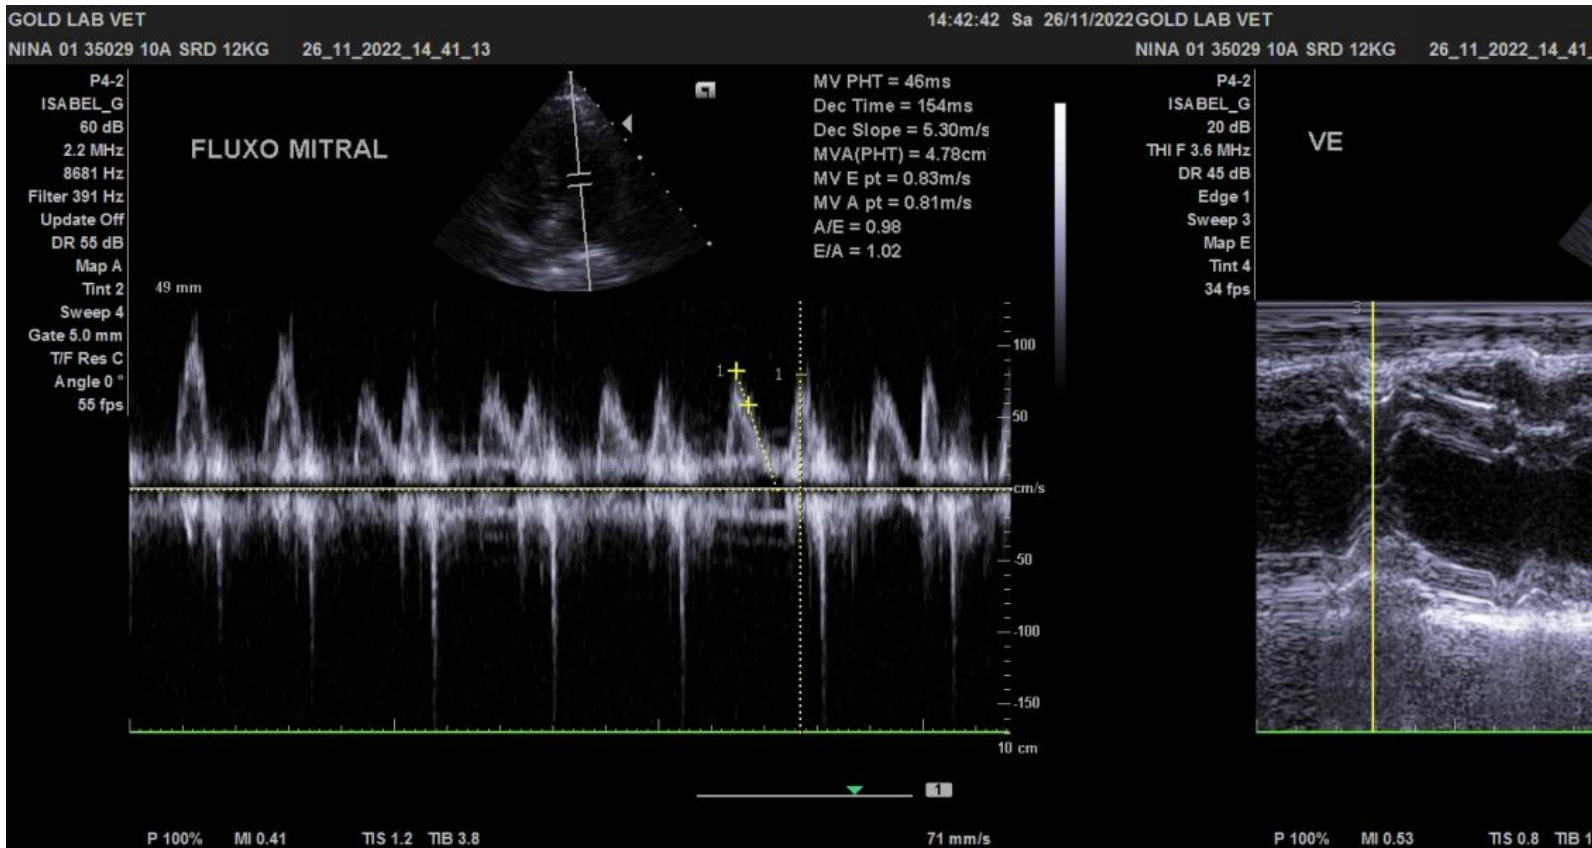 GOLD LAB VET
14:42:42 Sa 26/11/2022
NINA 01 35029 10A SRD 12KG 26_11_2022_14_41_13
P4-2
ISABEL_G
60 dB
2.2 MHz
8681 Hz
Filter 391 Hz
Update Off
DR 55 dB
Map A
Tint 2
Sweep 4
Gate 5.0 mm
T/F Res C
Angle 0 °
55 fps
FLUXO MITRAL
MV PHT = 46ms
Dec Time = 154ms
Dec Slope = 5.30m/s
MVA(PHT) = 4.78cm
MV E pt = 0.83m/s
MV A pt = 0.81m/s
A/E = 0.98
E/A = 1.02
49 mm
1
1
100
50
cm/s
-50
-100
-150
10 cm
1
P 100% MI 0.41 TIS 1.2 TIB 3.8 71 mm/s
GOLD LAB VET
NINA 01 35029 10A SRD 12KG 26_11_2022_14_41_
P4-2
ISABEL_G
20 dB
THI F 3.6 MHz
DR 45 dB
Edge 1
Sweep 3
Map E
Tint 4
34 fps
VE
3
P 100% MI 0.53 TIS 0.8 TIB 1